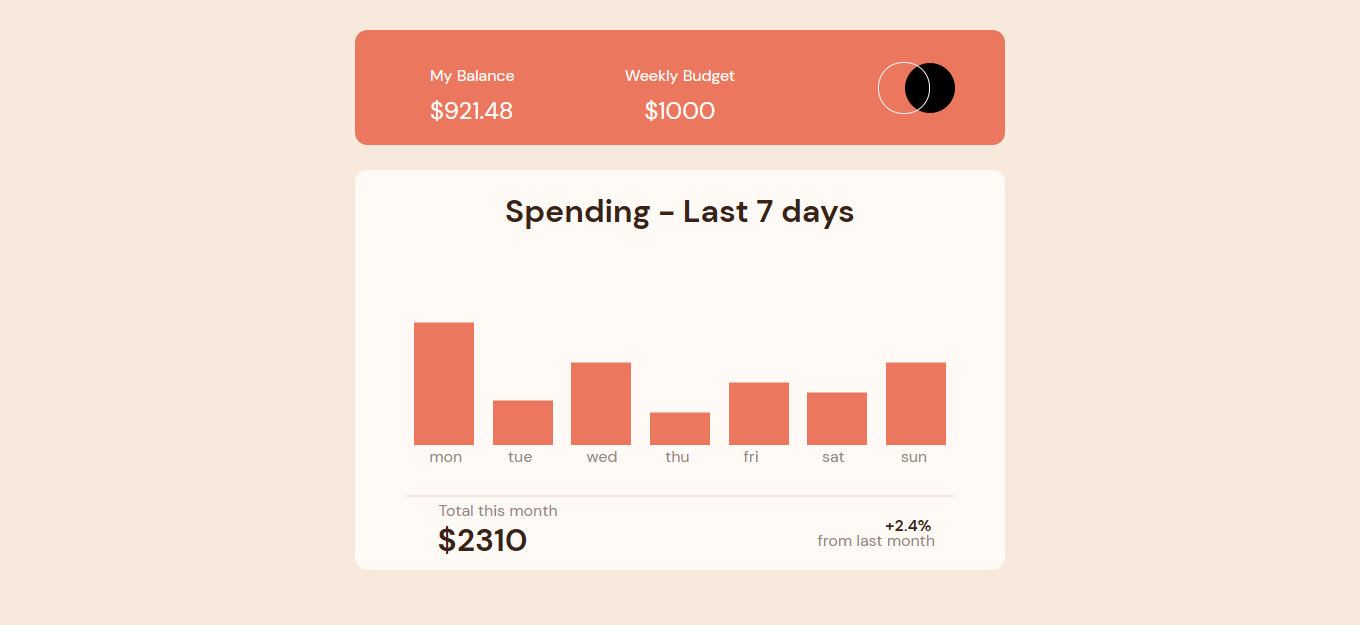 My Balance
Weekly Budget
$921.48
$1000
Spending - Last 7 days
mon tue wed thu fri sat sun
Total this month
$2310
+2.4%
from last month